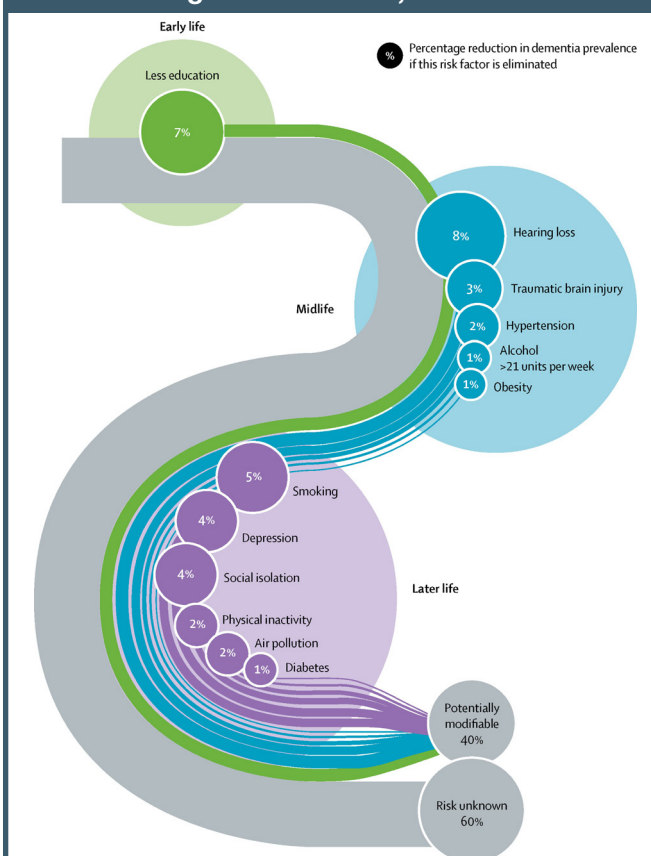 Early life
Percentage reduction in dementia prevalence
% if this risk factor is eliminated
Less education
7%
8% Hearing loss
3% Traumatic brain injury
Midlife
2% Hypertension
1% Alcohol
>21 units per week
1% Obesity
5% Smoking
4% Depression
4% Social isolation
Later life
2% Physical inactivity
2% Air pollution
1% Diabetes
Potentially
modifiable
40%
Risk unknown
60%